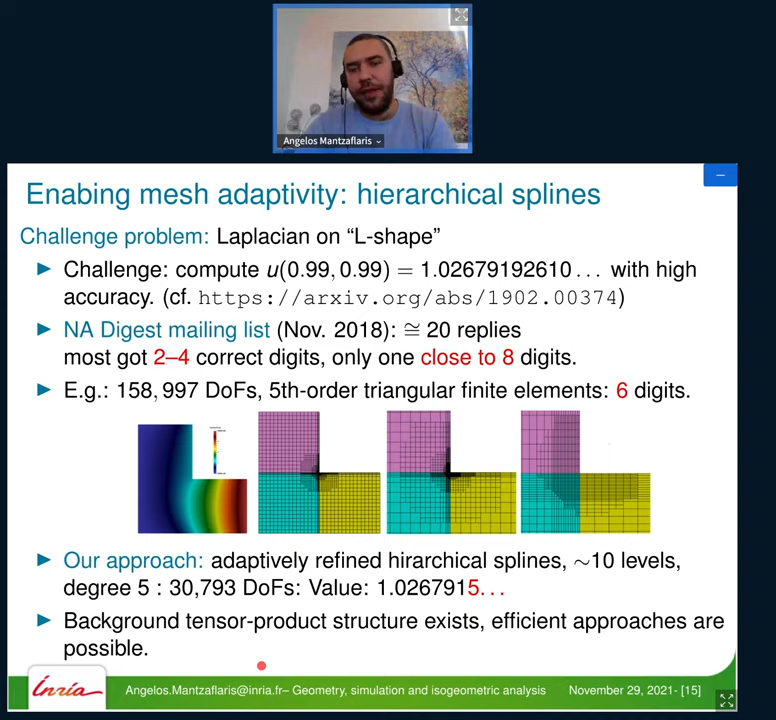 Angelos Mantzaflaris
Enabing mesh adaptivity: hierarchical splines
Challenge problem: Laplacian on “L-shape”
► Challenge: compute u(0.99, 0.99) = 1.02679192610... with high
accuracy. (cf. https://arxiv.org/abs/1902.00374)
► NA Digest mailing list (Nov. 2018): ≅ 20 replies
most got 2–4 correct digits, only one close to 8 digits.
► E.g.: 158,997 DoFs, 5th-order triangular finite elements: 6 digits.
► Our approach: adaptively refined hirarchical splines, ∼10 levels,
degree 5 : 30,793 DoFs: Value: 1.0267915...
► Background tensor-product structure exists, efficient approaches are
possible.
Inria
Angelos.Mantzaflaris@inria.fr– Geometry, simulation and isogeometric analysis
November 29, 2021- [15]